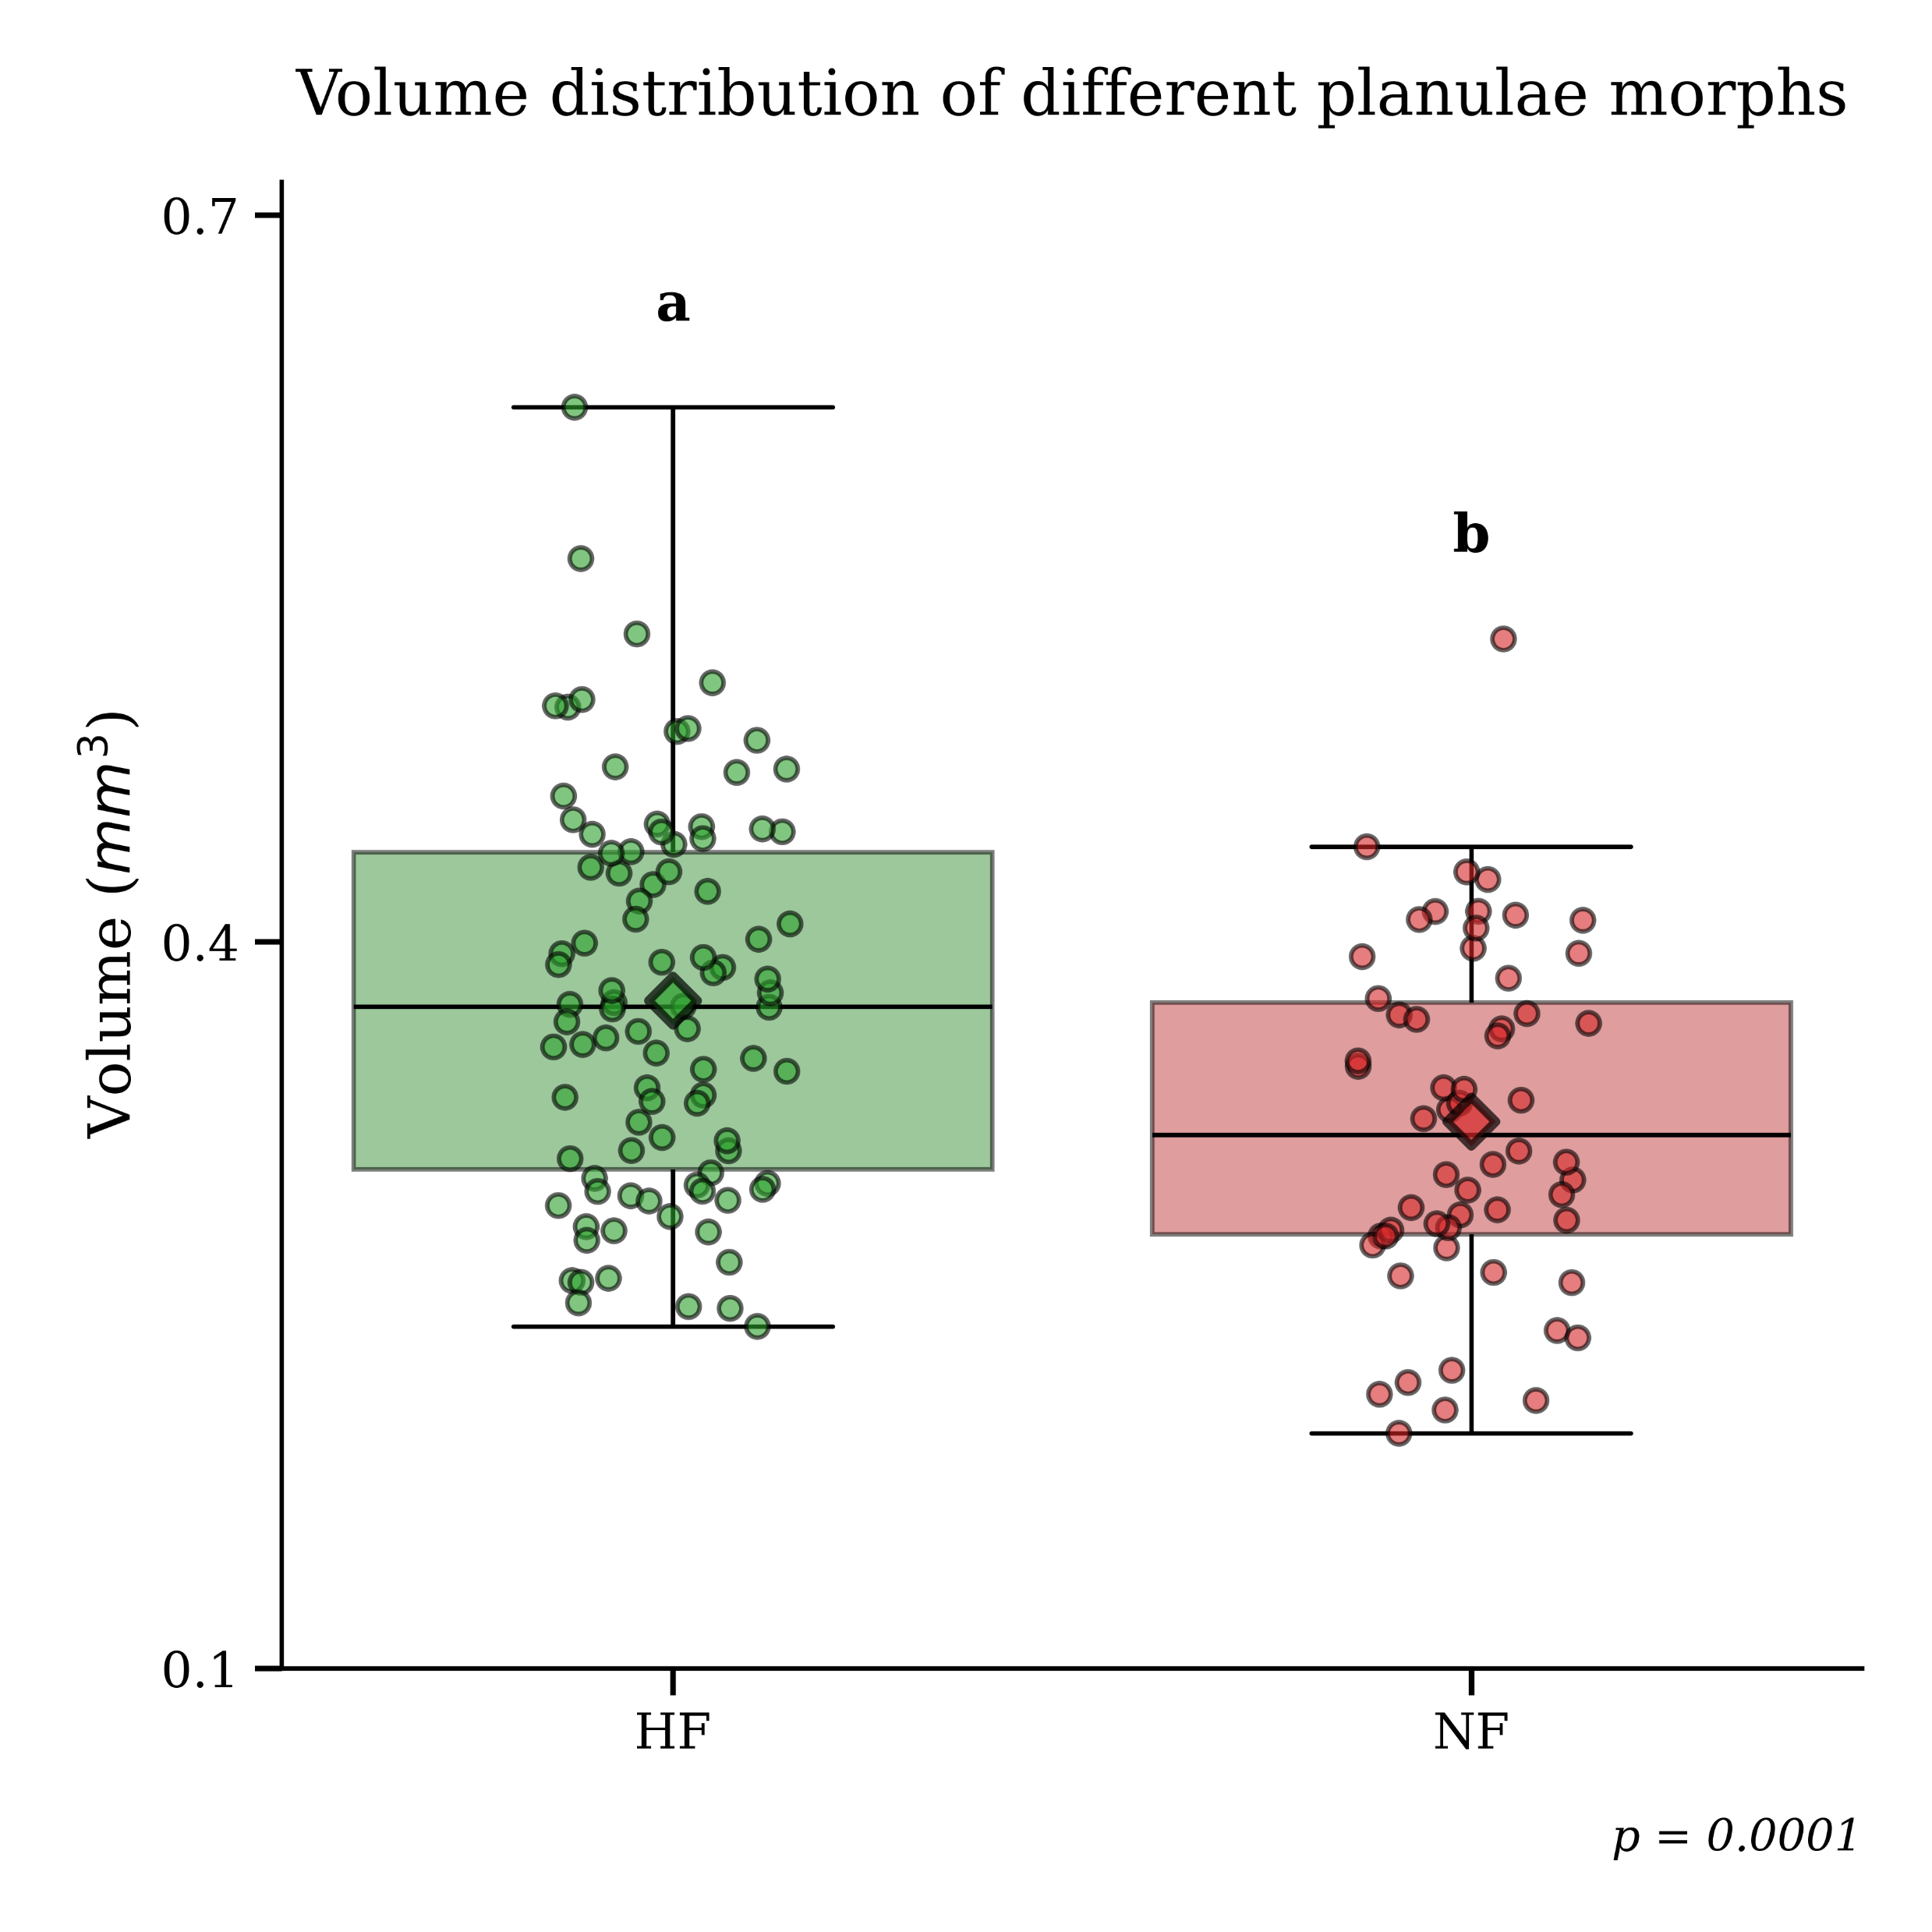 Volume distribution of different planulae morphs
0.7
a
b
Volume (mm³)
0.4
0.1
HF
NF
p = 0.0001